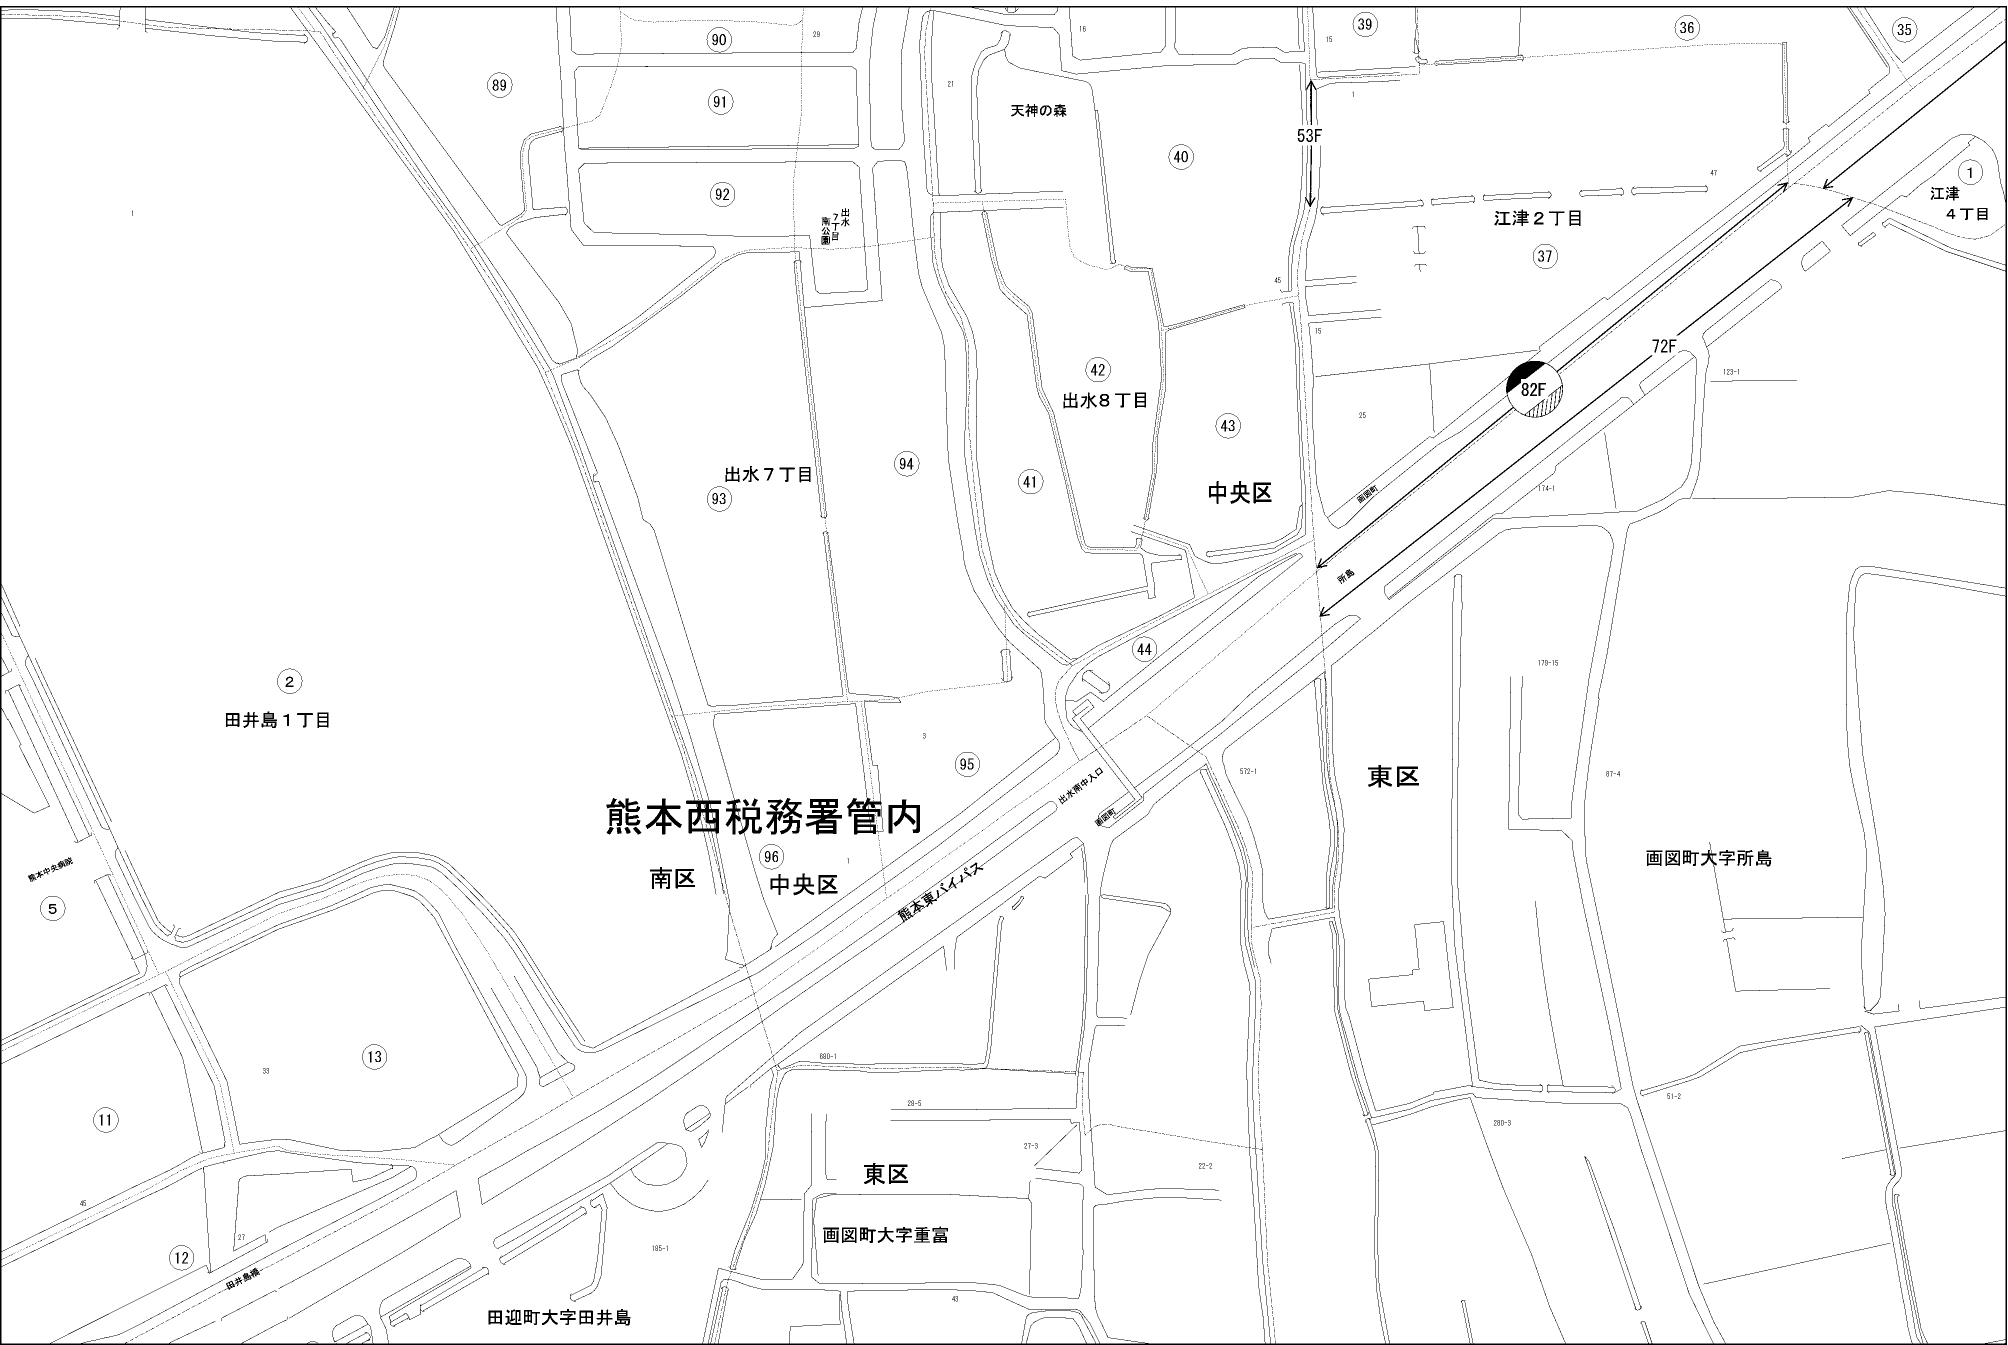 39
36
35
90
29
16
15
89
91
21
1
天神の森
53F
40
1
江津
４丁目
92
47
1
出水
７丁目
南公園
江津２丁目
37
45
15
72F
42
出水８丁目
82F
123-1
25
43
出水７丁目
93
94
41
中央区
画図町
174-1
所島
44
179-15
2
田井島１丁目
3
95
572-1
東区
87-4
出水南中入口
熊本西税務署管内
画図町
画図町大字所島
熊本中央病院
南区
96
1
中央区
熊本東バイパス
5
13
33
680-1
11
28-5
51-2
280-3
27-3
22-2
東区
45
27
画図町大字重富
12
185-1
田井島橋
43
田迎町大字田井島